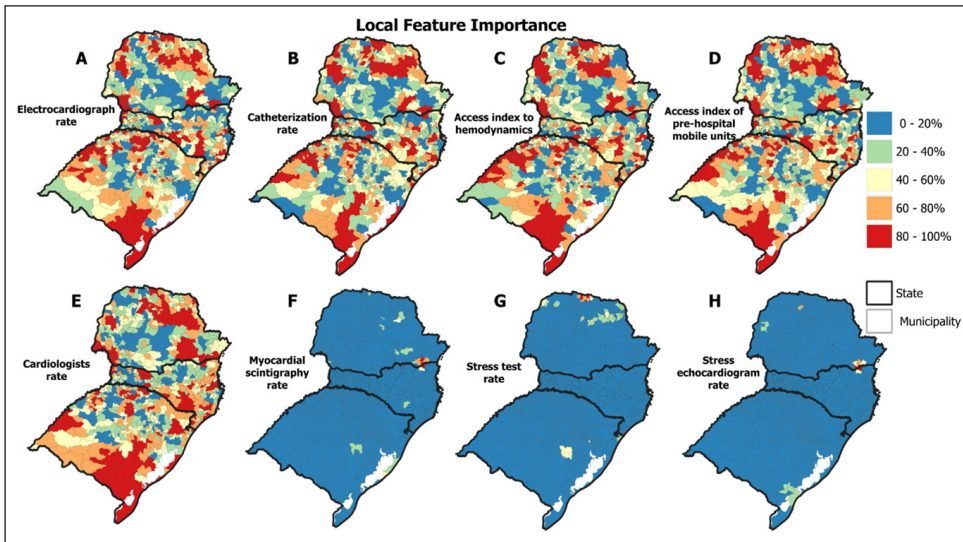 Local Feature Importance
A
Electrocardiograph
rate
B
Catheterization
rate
C
Access index to
hemodynamics
D
Access index of
pre-hospital
mobile units
0 - 20%
20 - 40%
40 - 60%
60 - 80%
80 - 100%
E
Cardiologists
rate
F
Myocardial
scintigraphy
rate
G
Stress test
rate
H
Stress
echocardiogram
rate
State
Municipality